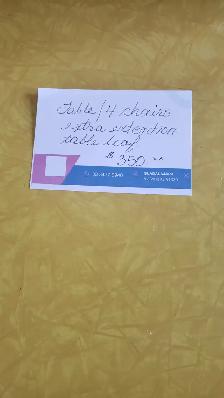 Table/4 chairs
extra extention
table leaf
$350 00